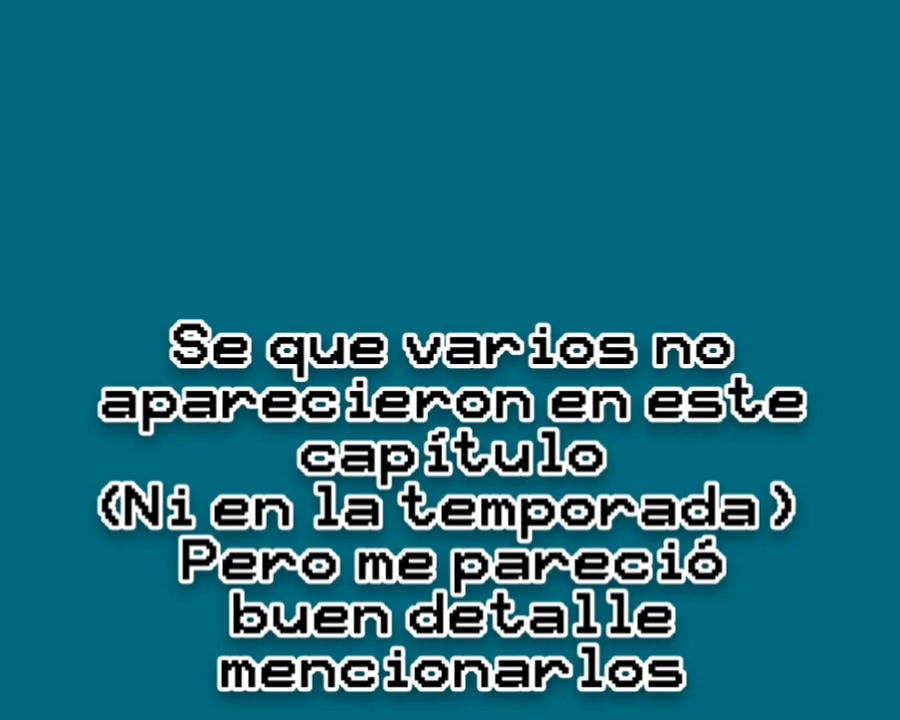 Se que varios no
aparecieron en este
capítulo
(Ni en la temporada)
Pero me pareció
buen detalle
mencionarlos